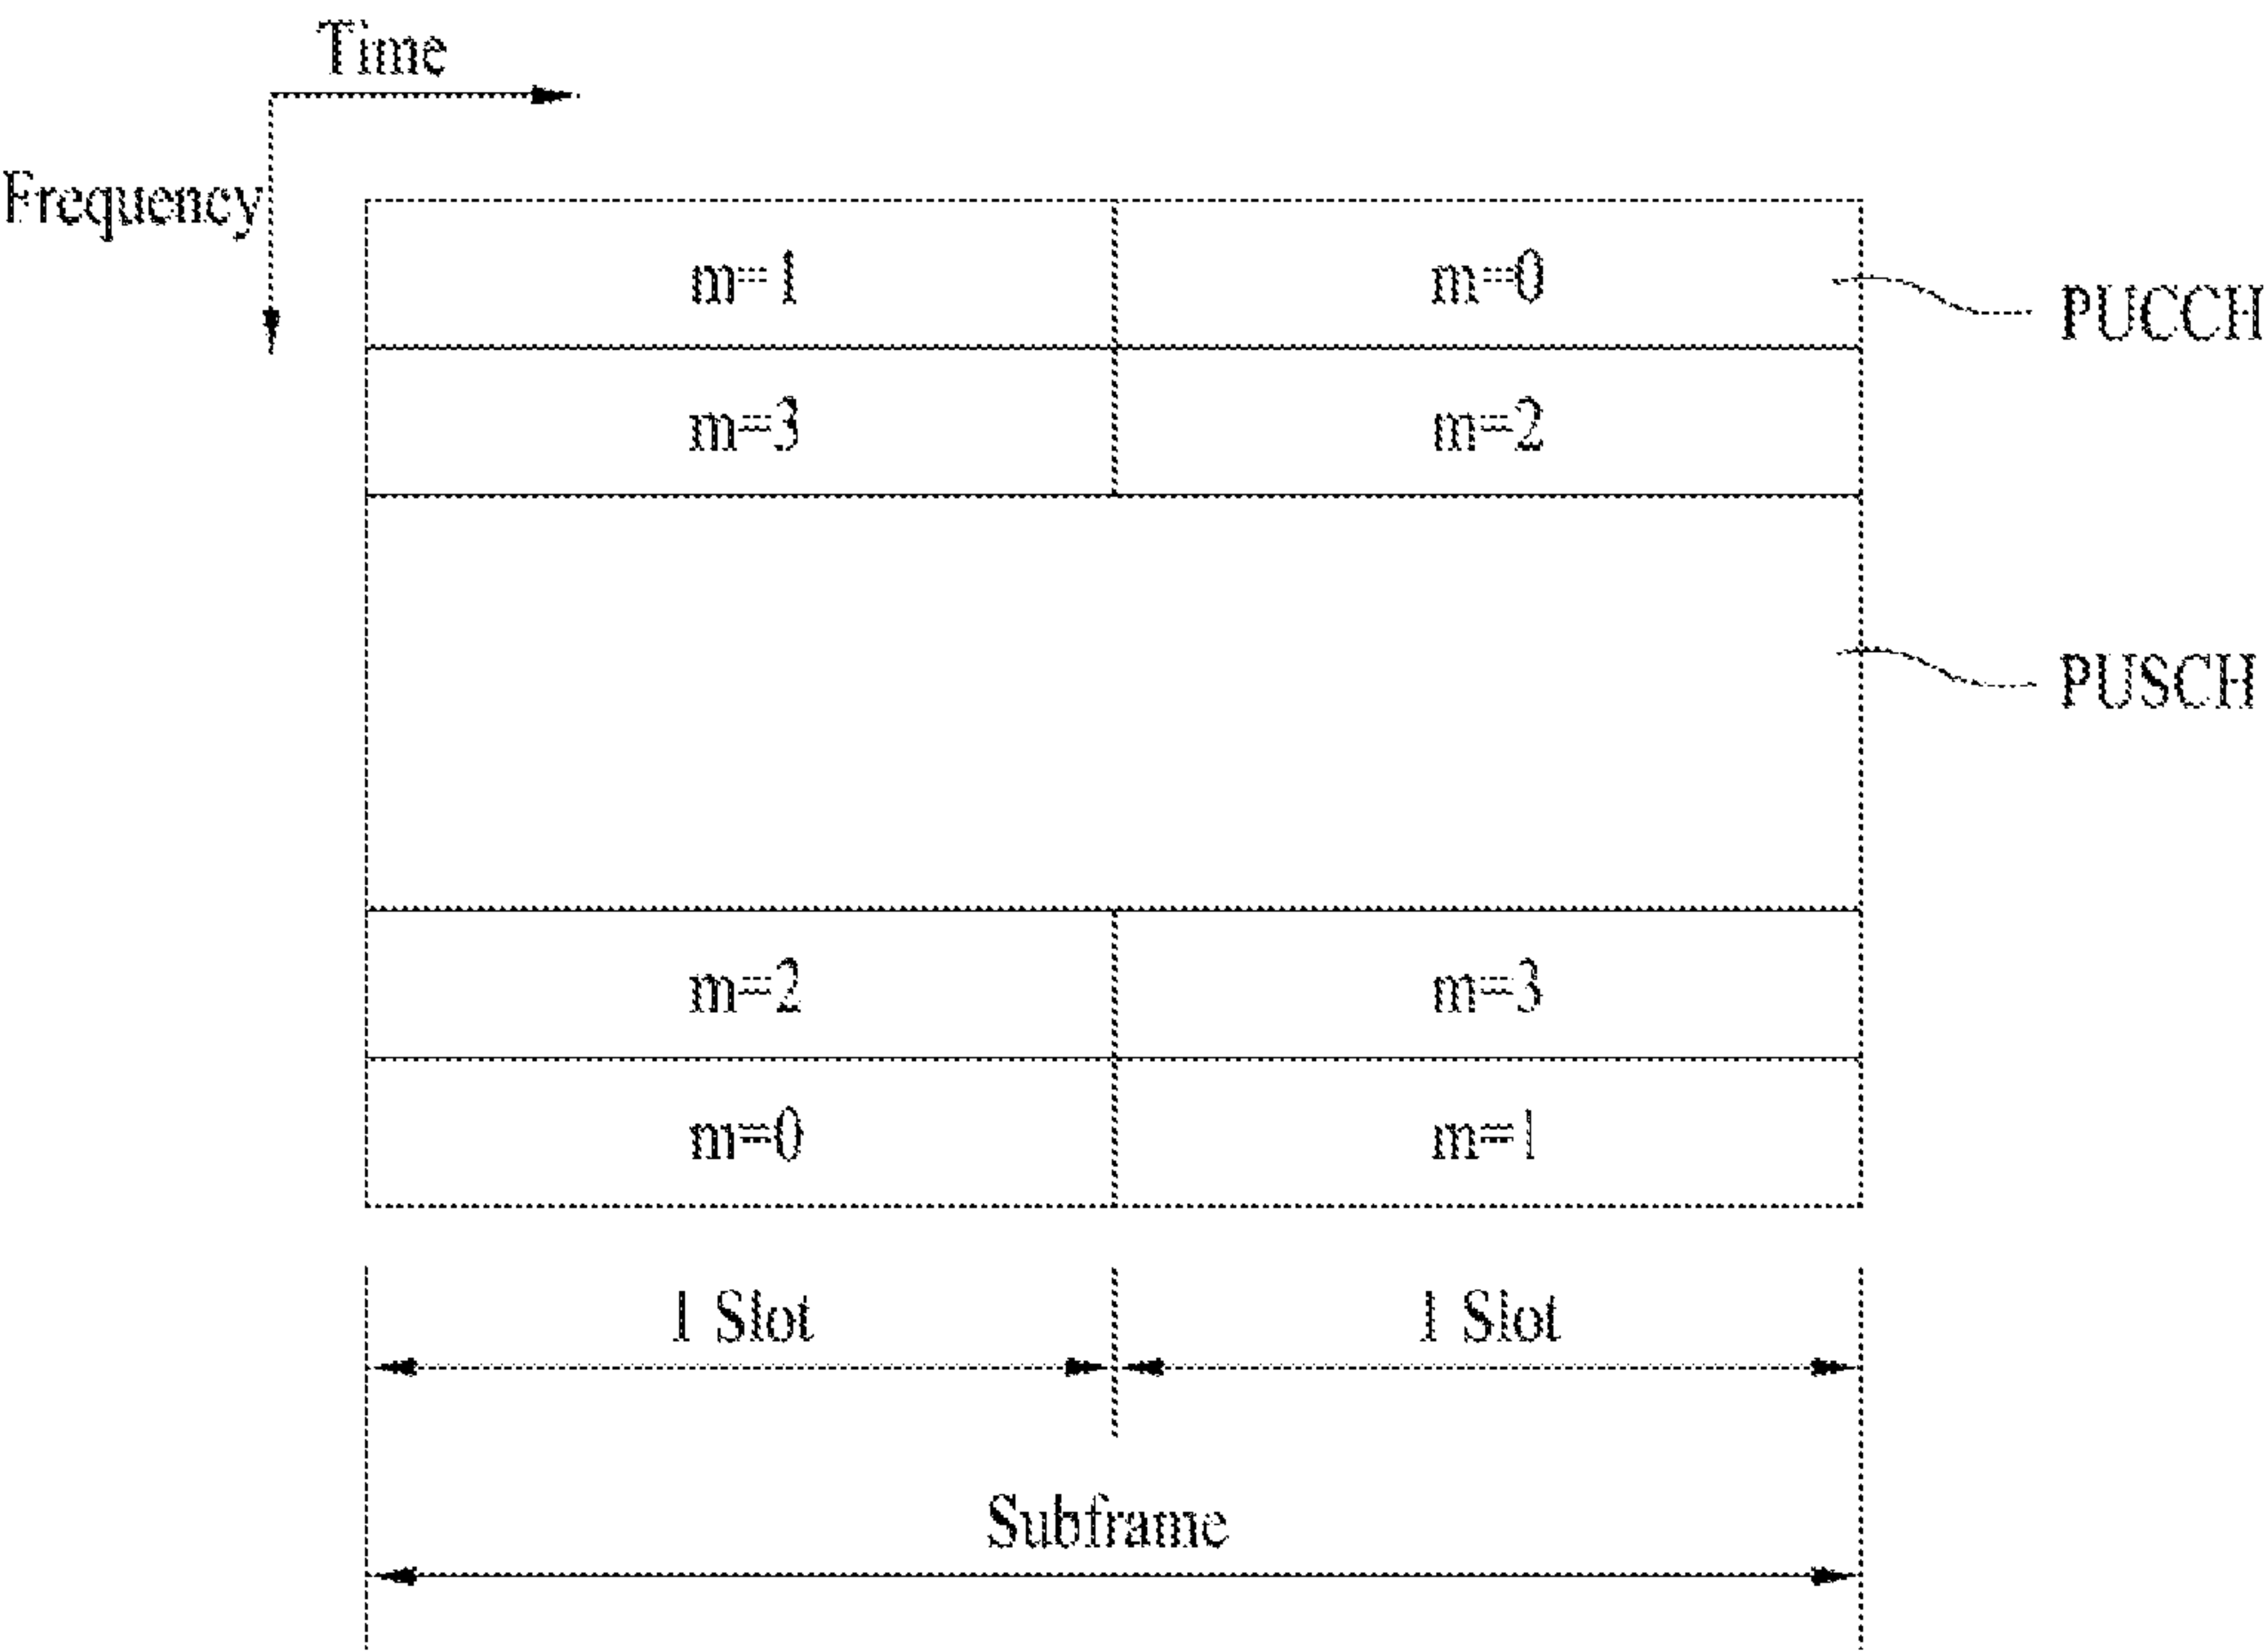 Time
Frequency
m=1 m=0
PUCCH
m=3 m=2
PUSCH
m=2 m=3
m=0 m=1
1 Slot 1 Slot
Subframe